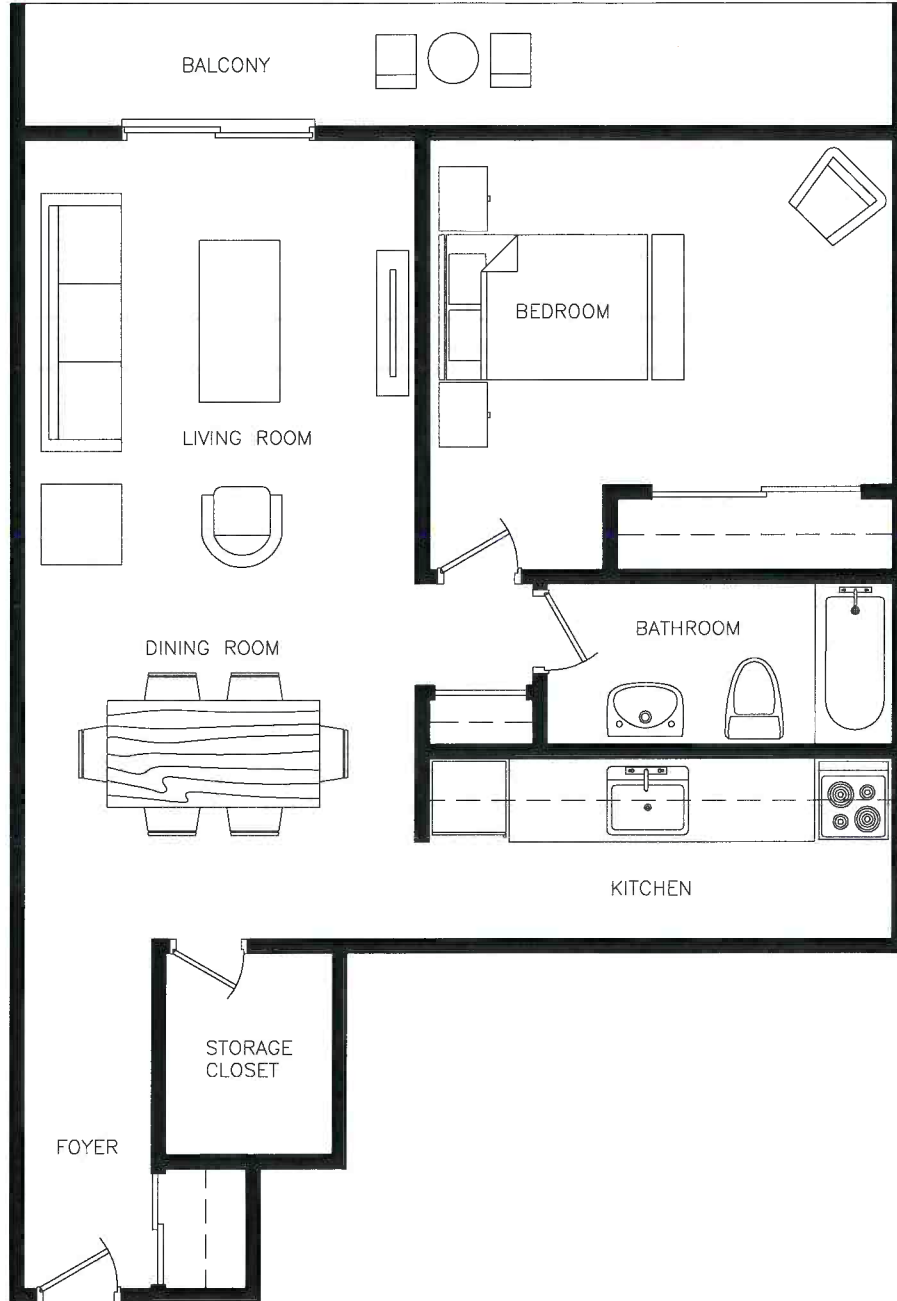 BALCONY
BEDROOM
LIVING ROOM
BATHROOM
DINING ROOM
KITCHEN
STORAGE
CLOSET
FOYER